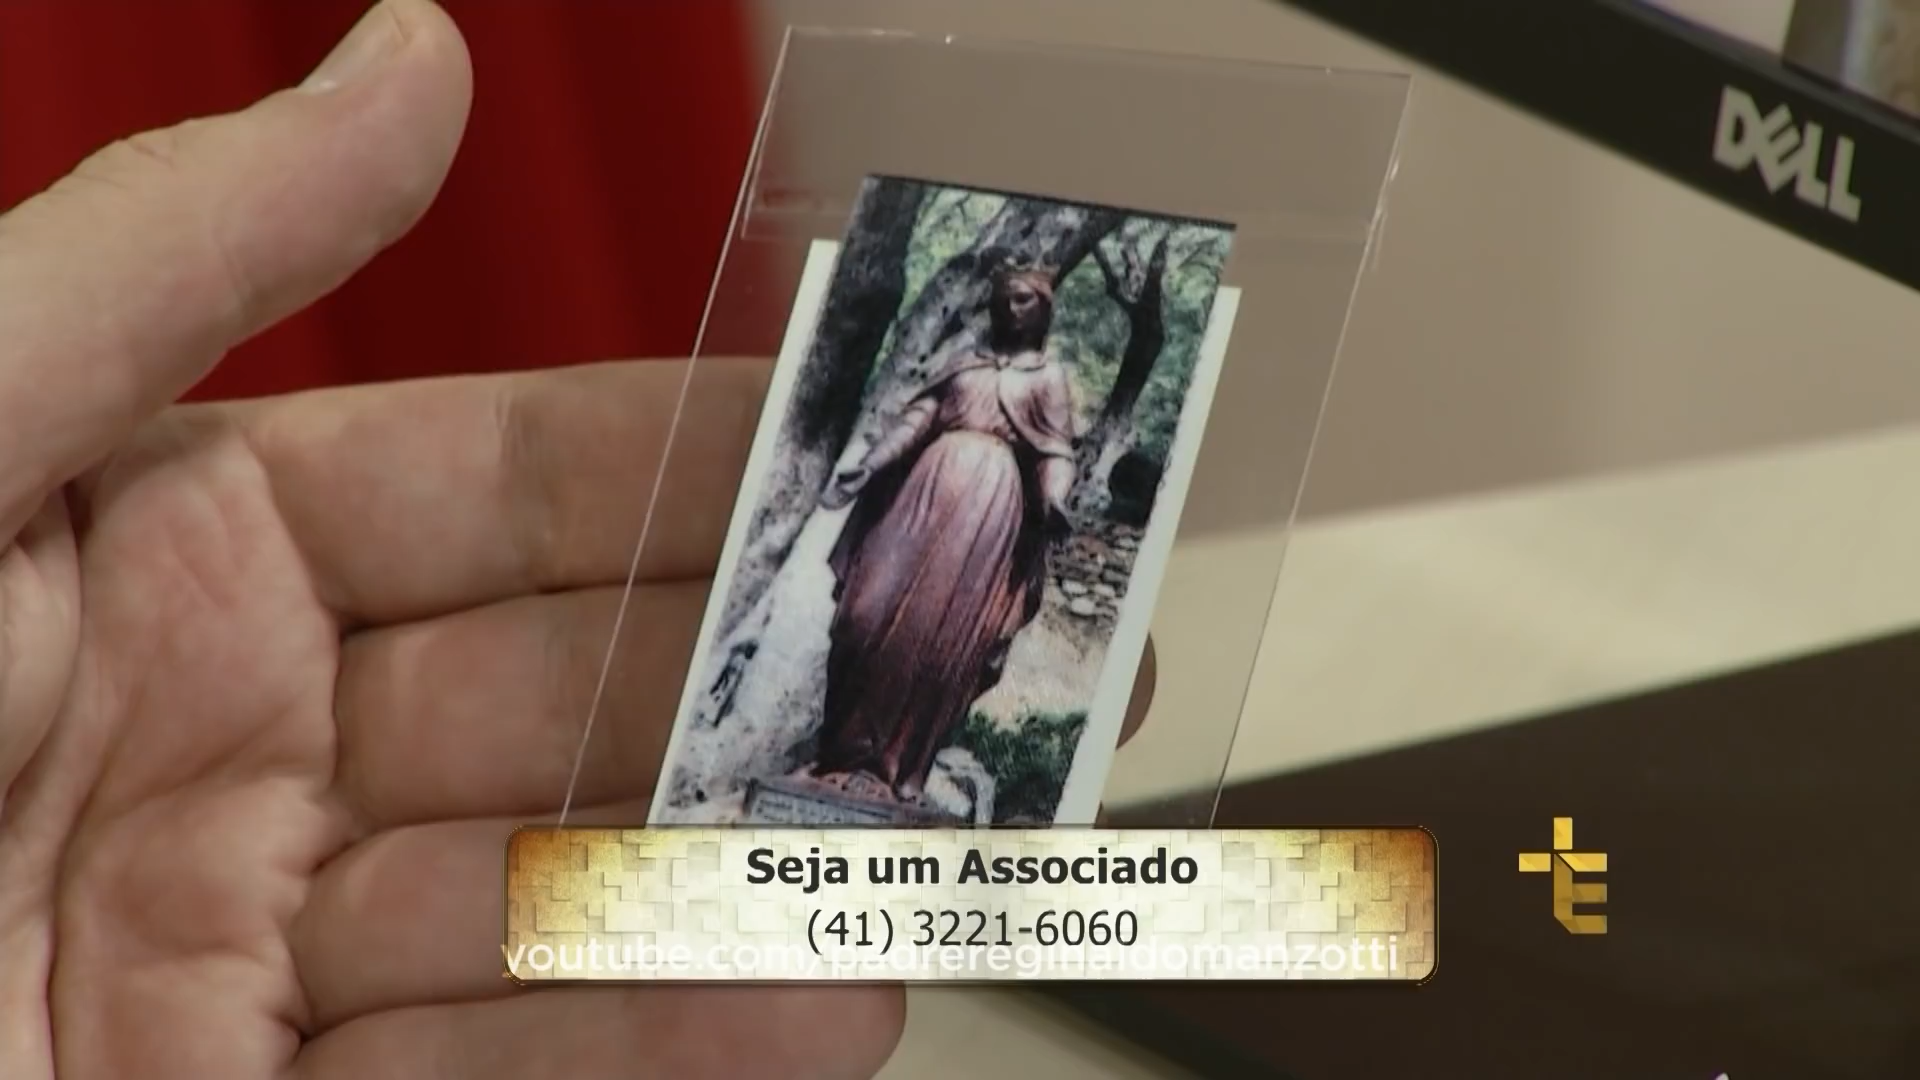 DELL
Seja um Associado
(41) 3221-6060
youtube.com/padrereginaldomanzotti